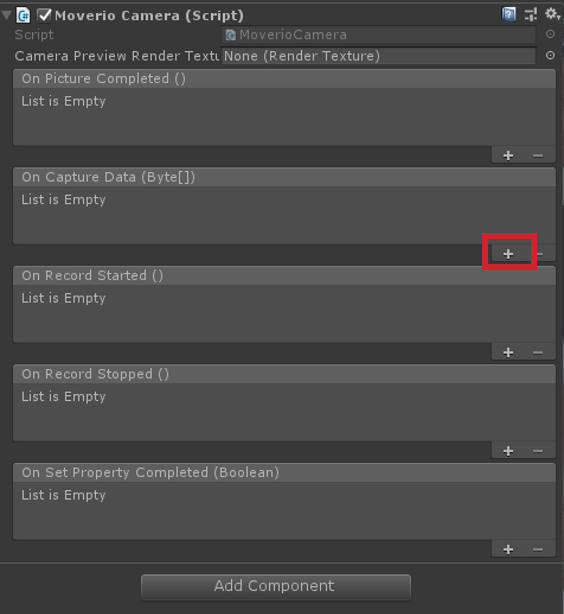 Moverio Camera (Script)
Script MoverioCamera
Camera Preview Render Textu None (Render Texture)
On Picture Completed ()
List is Empty
+ −
On Capture Data (Byte[])
List is Empty
+ −
On Record Started ()
List is Empty
+ −
On Record Stopped ()
List is Empty
+ −
On Set Property Completed (Boolean)
List is Empty
+ −
Add Component